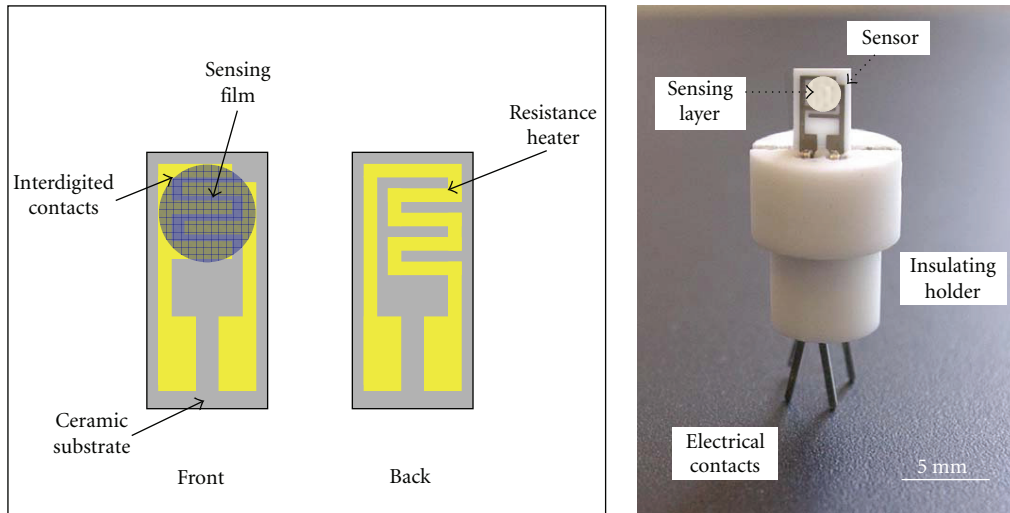 Sensing
film
Interdigited
contacts
Resistance
heater
Ceramic
substrate
Front
Back
Sensor
Sensing
layer
Insulating
holder
Electrical
contacts
5 mm